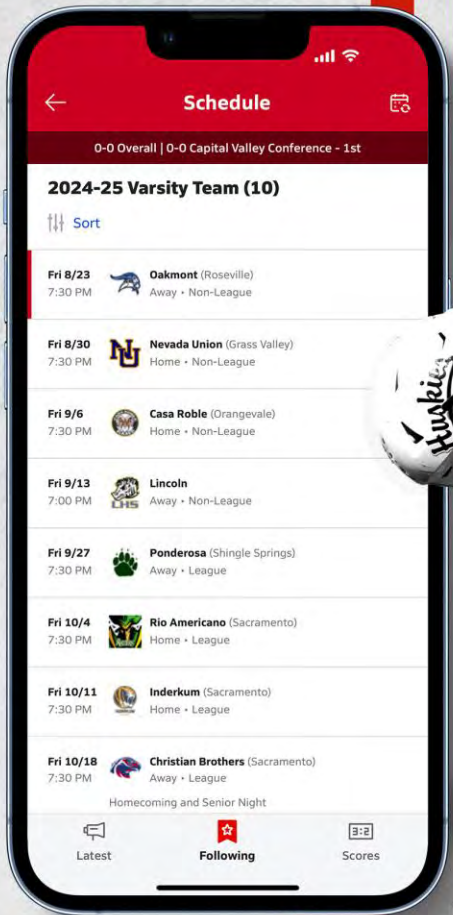 Schedule
0-0 Overall | 0-0 Capital Valley Conference - 1st
2024-25 Varsity Team (10)
Sort
Fri 8/23 Oakmont (Roseville)
7:30 PM Away • Non-League
Fri 8/30 NU Nevada Union (Grass Valley)
7:30 PM Home • Non-League
Fri 9/6 Casa Roble (Orangevale)
7:30 PM Home • Non-League
Huskies
Fri 9/13 Lincoln
7:00 PM LHS Away • Non-League
Fri 9/27 Ponderosa (Shingle Springs)
7:30 PM Away • League
Fri 10/4 Rio Americano (Sacramento)
7:30 PM Home • League
Fri 10/11 Inderkum (Sacramento)
7:30 PM Home • League
Fri 10/18 Christian Brothers (Sacramento)
7:30 PM Away • League
Homecoming and Senior Night
3:2
Latest Following Scores